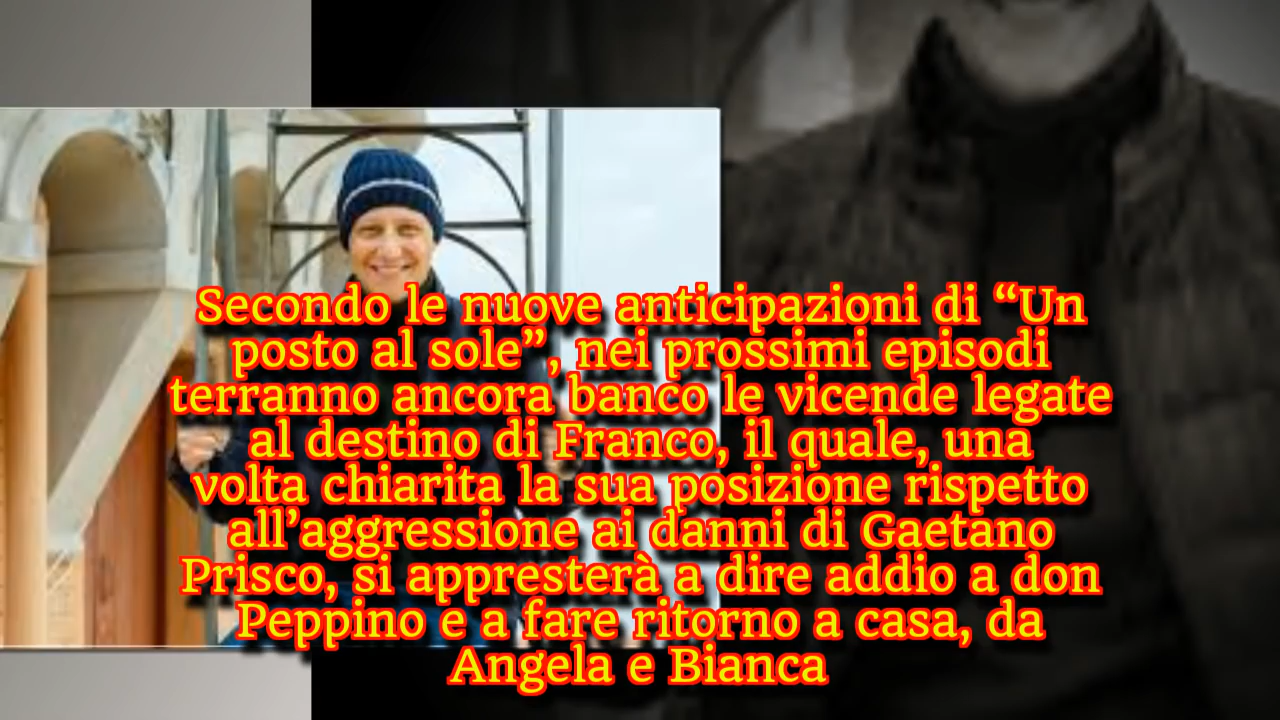 Secondo le nuove anticipazioni di “Un
posto al sole”, nei prossimi episodi
terranno ancora banco le vicende legate
al destino di Franco, il quale, una
volta chiarita la sua posizione rispetto
all’aggressione ai danni di Gaetano
Prisco, si appresterà a dire addio a don
Peppino e a fare ritorno a casa, da
Angela e Bianca